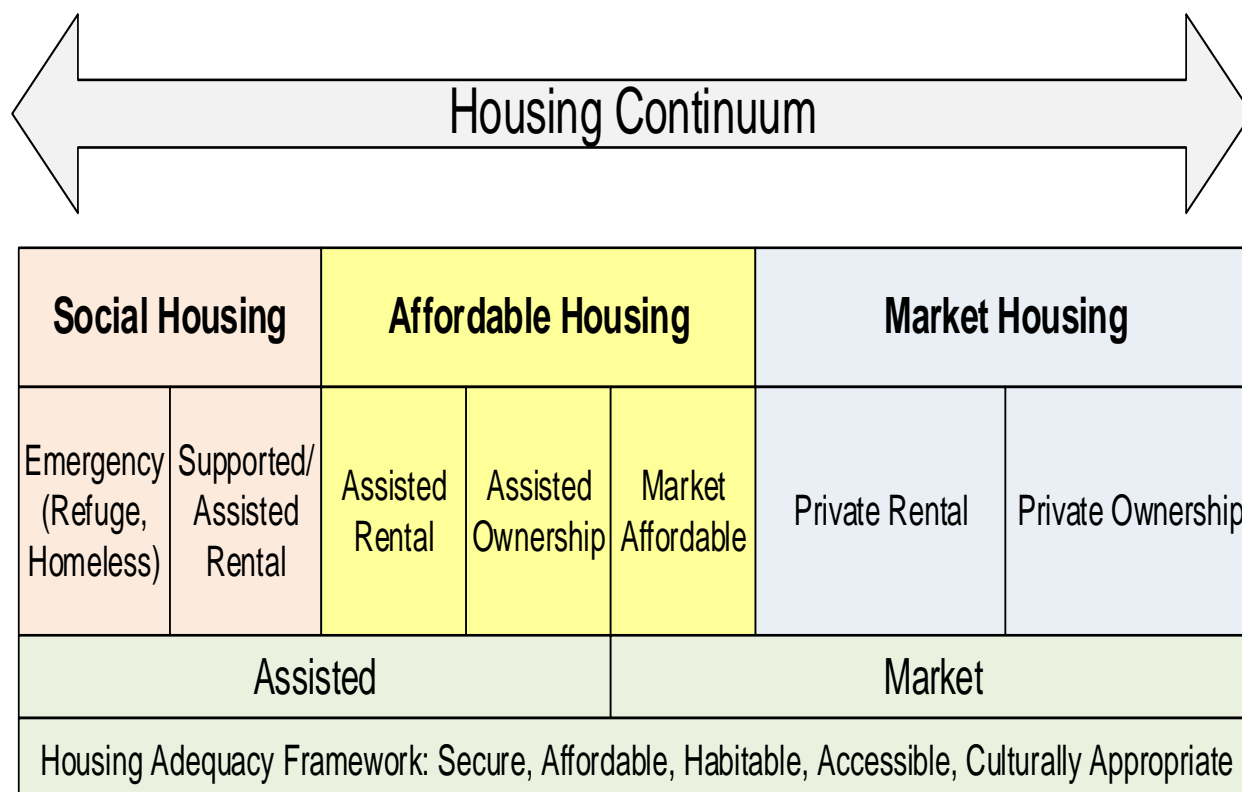 Housing Continuum
Social Housing
Affordable Housing
Market Housing
Emergency
(Refuge,
Homeless)
Supported/
Assisted
Rental
Assisted
Rental
Assisted
Ownership
Market
Affordable
Private Rental
Private Ownership
Assisted
Market
Housing Adequacy Framework: Secure, Affordable, Habitable, Accessible, Culturally Appropriate